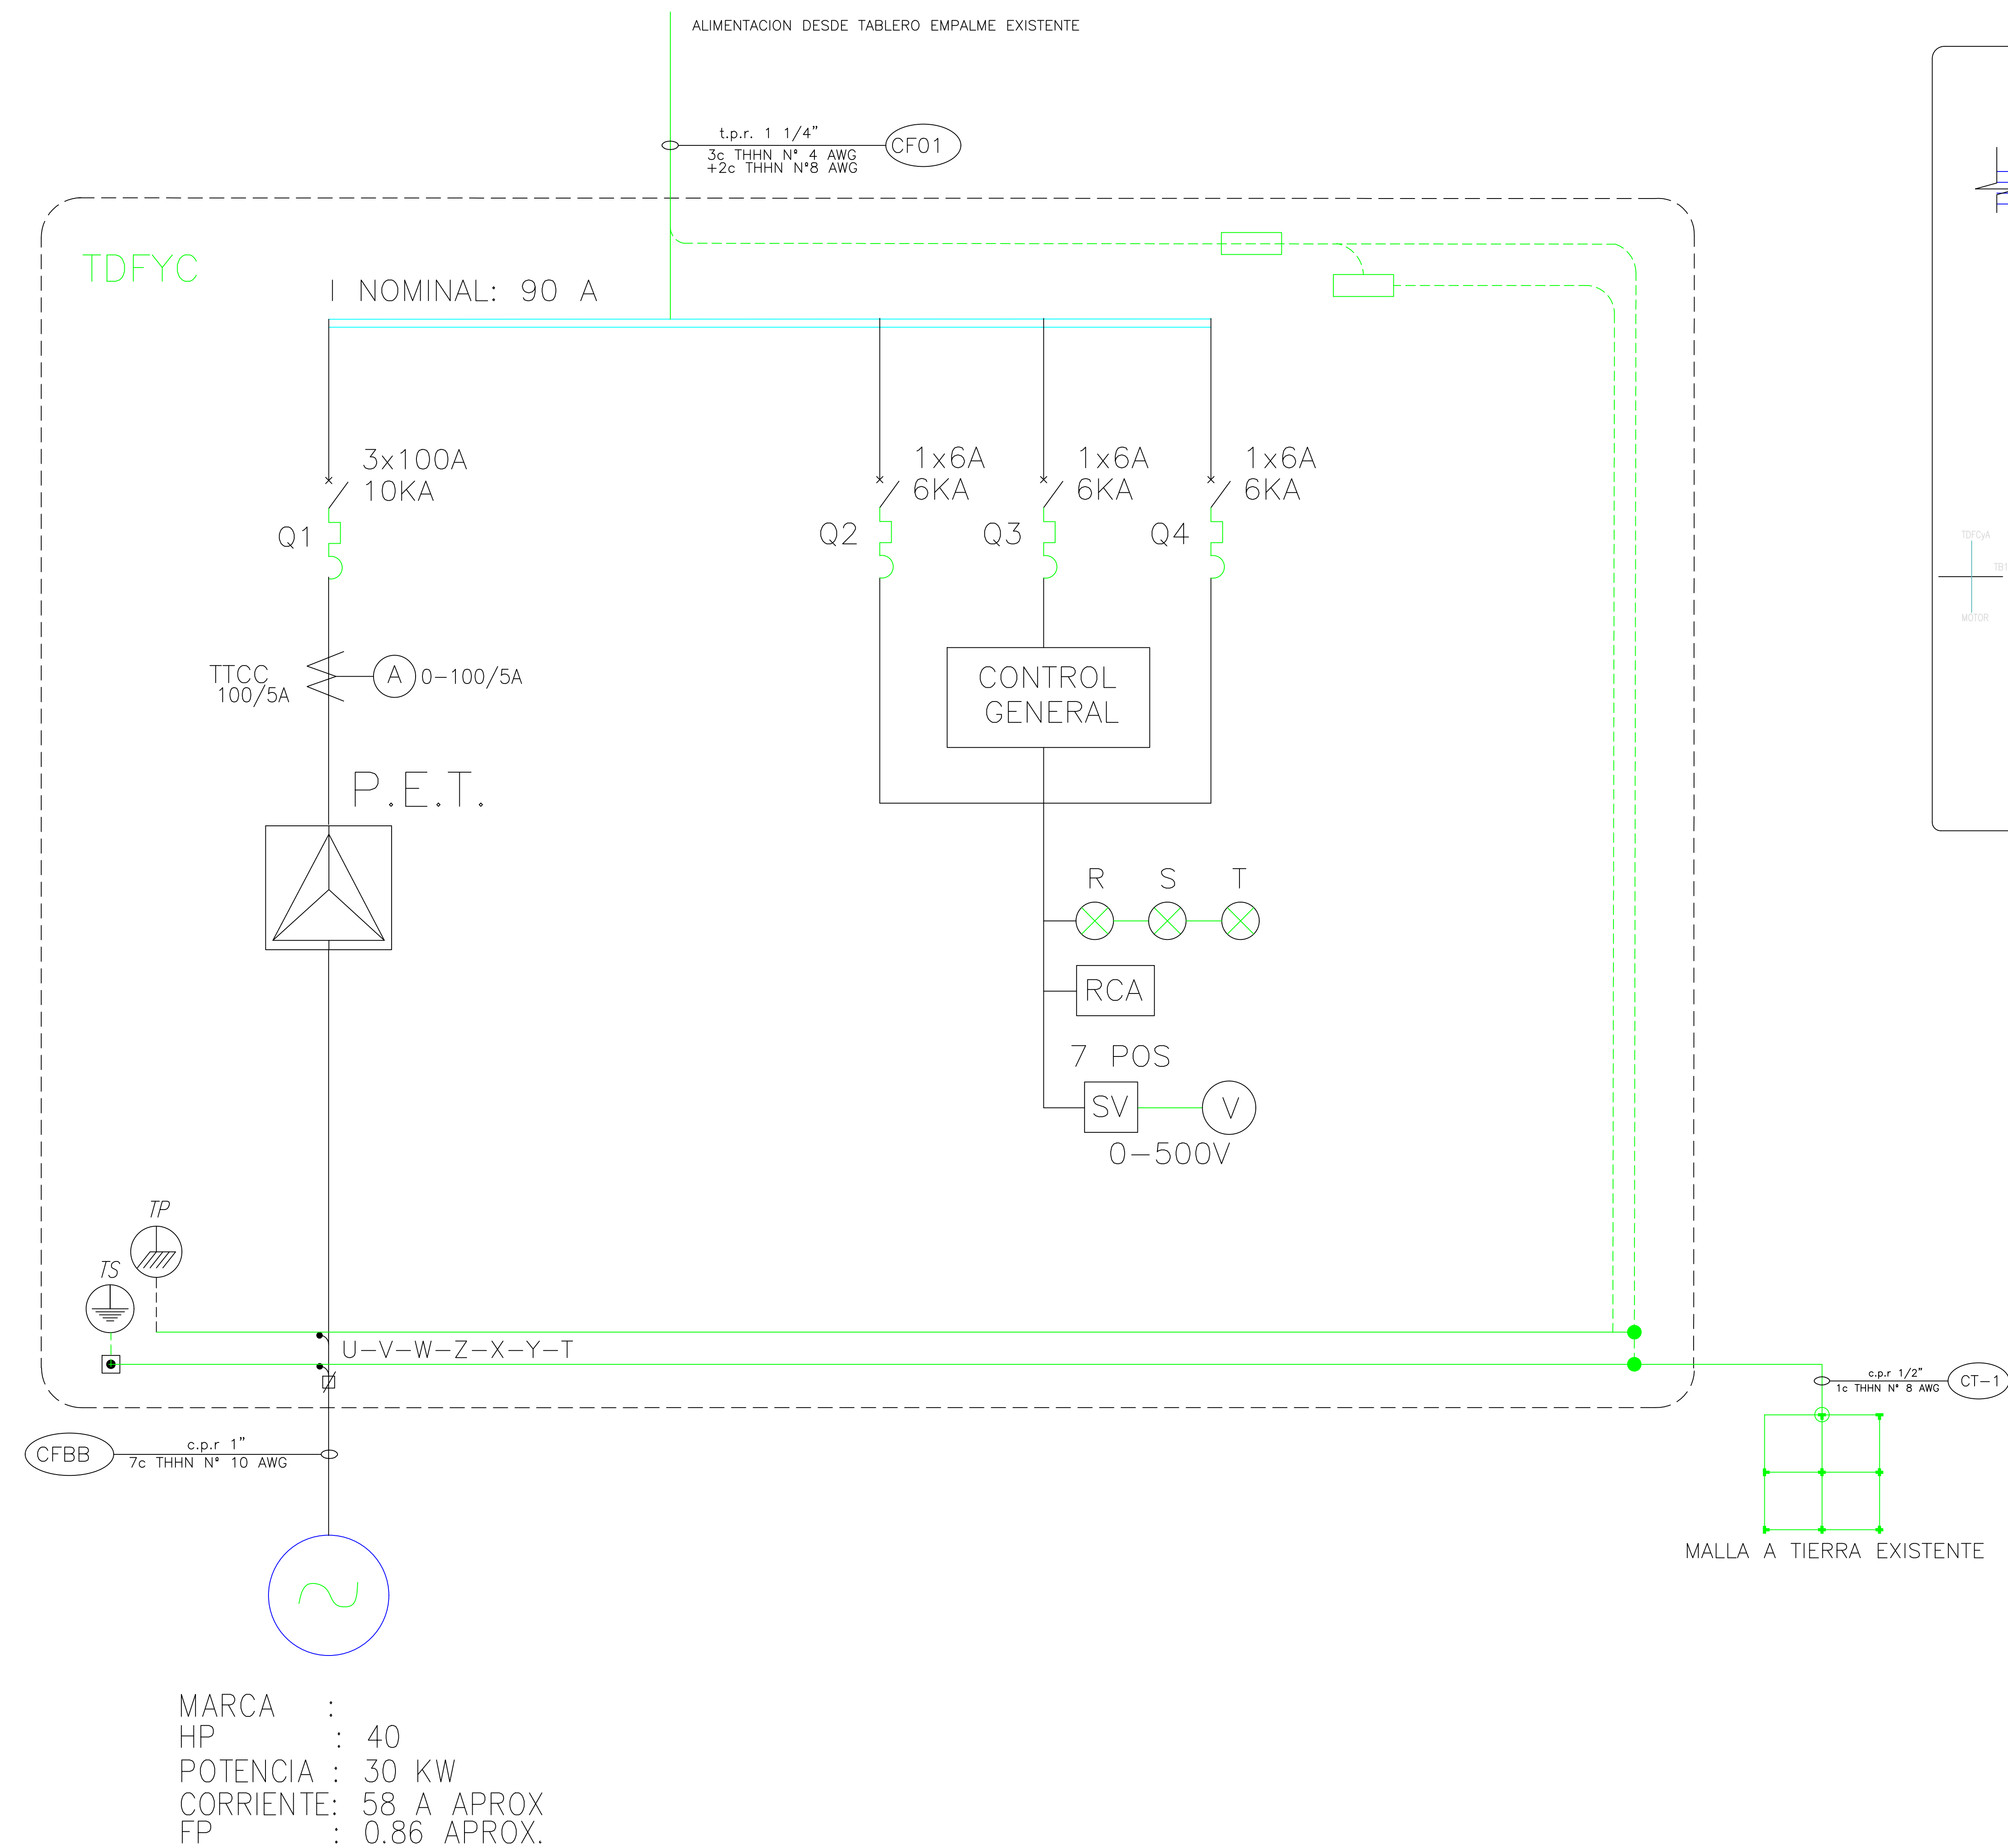 ALIMENTACION DESDE TABLERO EMPALME EXISTENTE
t.p.r. 1 1/4"
3c THHN N° 4 AWG
+2c THHN N°8 AWG
CF01
TDFYC
I NOMINAL: 90 A
3x100A
10KA
Q1
1x6A
6KA
Q2
1x6A
6KA
Q3
1x6A
6KA
Q4
TDFCyA
TB1
MOTOR
TTCC
100/5A
A
0-100/5A
CONTROL
GENERAL
P.E.T.
R S T
RCA
7 POS
SV
V
0-500V
TP
TS
U-V-W-Z-X-Y-T
c.p.r 1/2"
1c THHN N° 8 AWG
CT-1
CFBB
c.p.r 1"
7c THHN N° 10 AWG
MALLA A TIERRA EXISTENTE
MARCA :
HP : 40
POTENCIA : 30 KW
CORRIENTE: 58 A APROX
FP : 0.86 APROX.